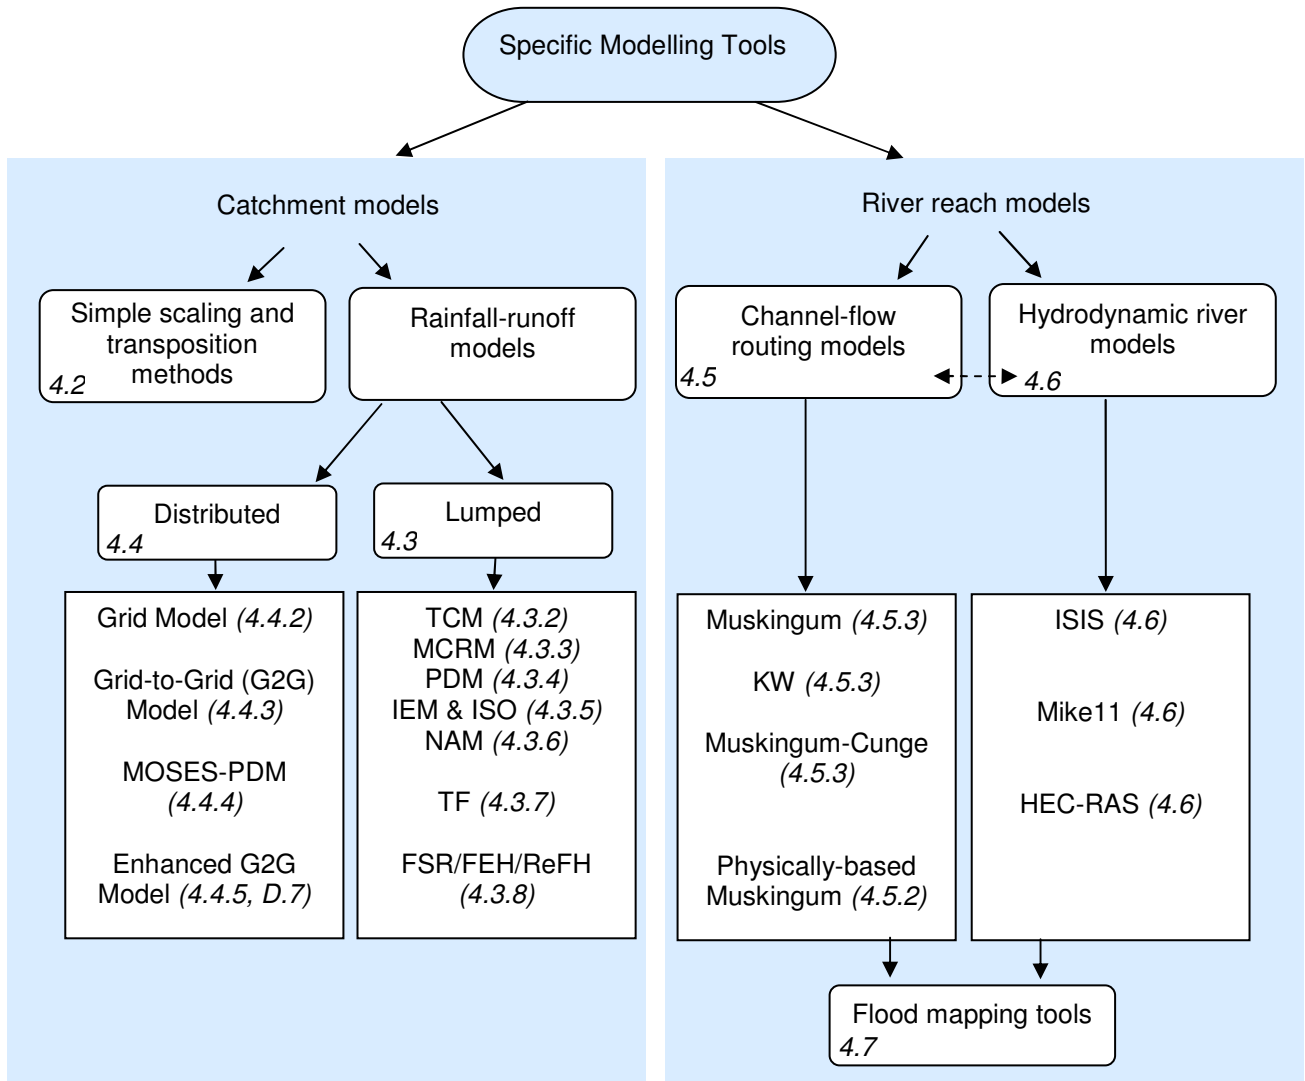 Specific Modelling Tools
Catchment models
Simple scaling and
transposition
methods
4.2
Rainfall-runoff
models
Distributed
4.4
Lumped
4.3
Grid Model (4.4.2)
Grid-to-Grid (G2G)
Model (4.4.3)
MOSES-PDM
(4.4.4)
Enhanced G2G
Model (4.4.5, D.7)
TCM (4.3.2)
MCRM (4.3.3)
PDM (4.3.4)
IEM & ISO (4.3.5)
NAM (4.3.6)
TF (4.3.7)
FSR/FEH/ReFH
(4.3.8)
River reach models
Channel-flow
routing models
4.5
Hydrodynamic river
models
4.6
Muskingum (4.5.3)
KW (4.5.3)
Muskingum-Cunge
(4.5.3)
Physically-based
Muskingum (4.5.2)
ISIS (4.6)
Mike11 (4.6)
HEC-RAS (4.6)
Flood mapping tools
4.7